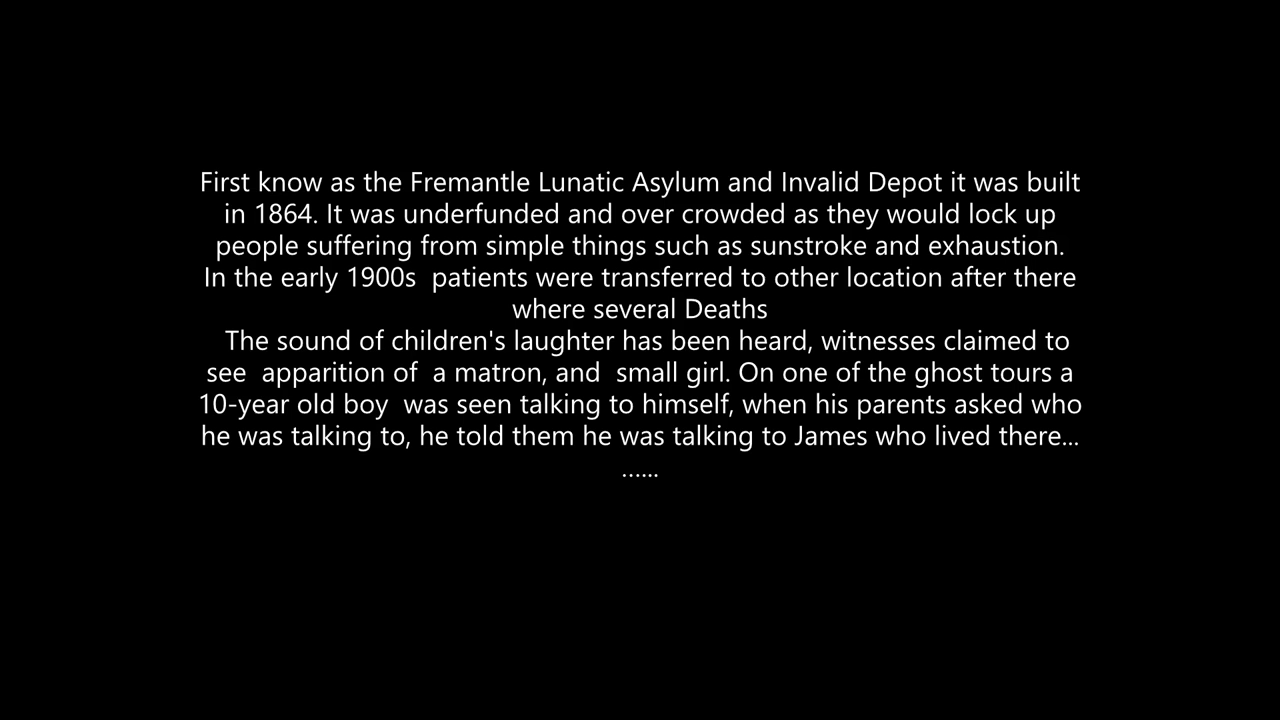 First know as the Fremantle Lunatic Asylum and Invalid Depot it was built
in 1864. It was underfunded and over crowded as they would lock up
people suffering from simple things such as sunstroke and exhaustion.
In the early 1900s  patients were transferred to other location after there
where several Deaths
The sound of children's laughter has been heard, witnesses claimed to
see  apparition of  a matron, and  small girl. On one of the ghost tours a
10-year old boy  was seen talking to himself, when his parents asked who
he was talking to, he told them he was talking to James who lived there...
......